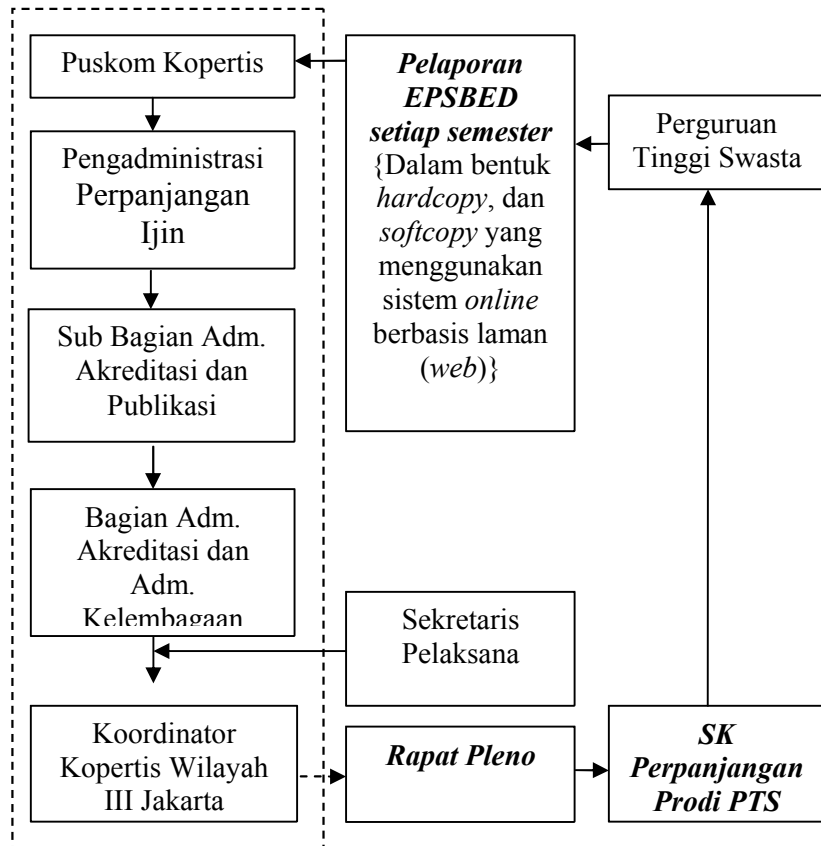 Puskom Kopertis
Pengadministrasi
Perpanjangan
Ijin
Sub Bagian Adm.
Akreditasi dan
Publikasi
Bagian Adm.
Akreditasi dan
Adm.
Kelembagaan
Koordinator
Kopertis Wilayah
III Jakarta
Pelaporan
EPSBED
setiap semester
{Dalam bentuk
hardcopy, dan
softcopy yang
menggunakan
sistem online
berbasis laman
(web)}
Sekretaris
Pelaksana
Rapat Pleno
Perguruan
Tinggi Swasta
SK
Perpanjangan
Prodi PTS